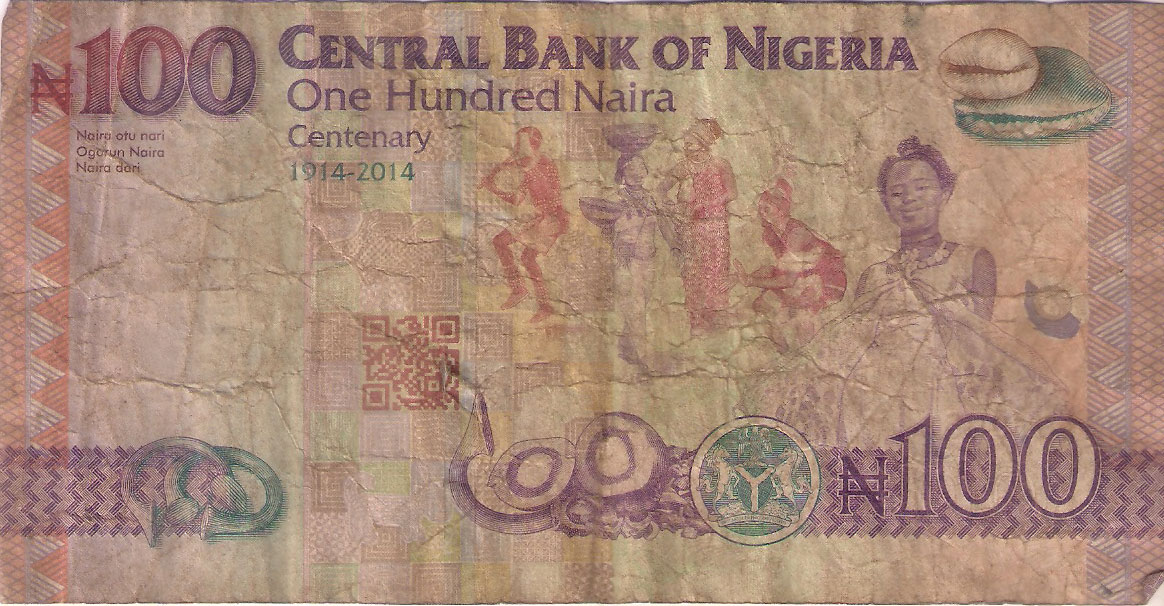 ₦100
CENTRAL BANK OF NIGERIA
One Hundred Naira
Naira otu nari
Ogorun Naira
Naira dari
Centenary
1914-2014
₦100